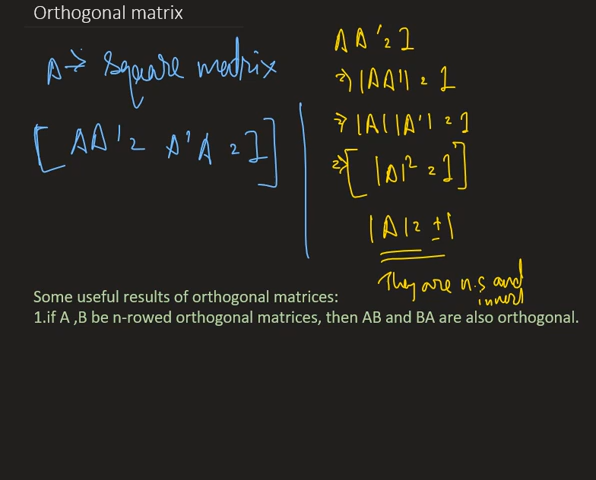 Orthogonal matrix
A → Square matrix
[AA' = A'A = I]
AA' = I
⇒ |AA'| = 1
⇒ |A||A'| = 1
⇒ [|A|² = 1]
|A| = ±1
They are n.s and
invert
Some useful results of orthogonal matrices:
1.if A ,B be n-rowed orthogonal matrices, then AB and BA are also orthogonal.